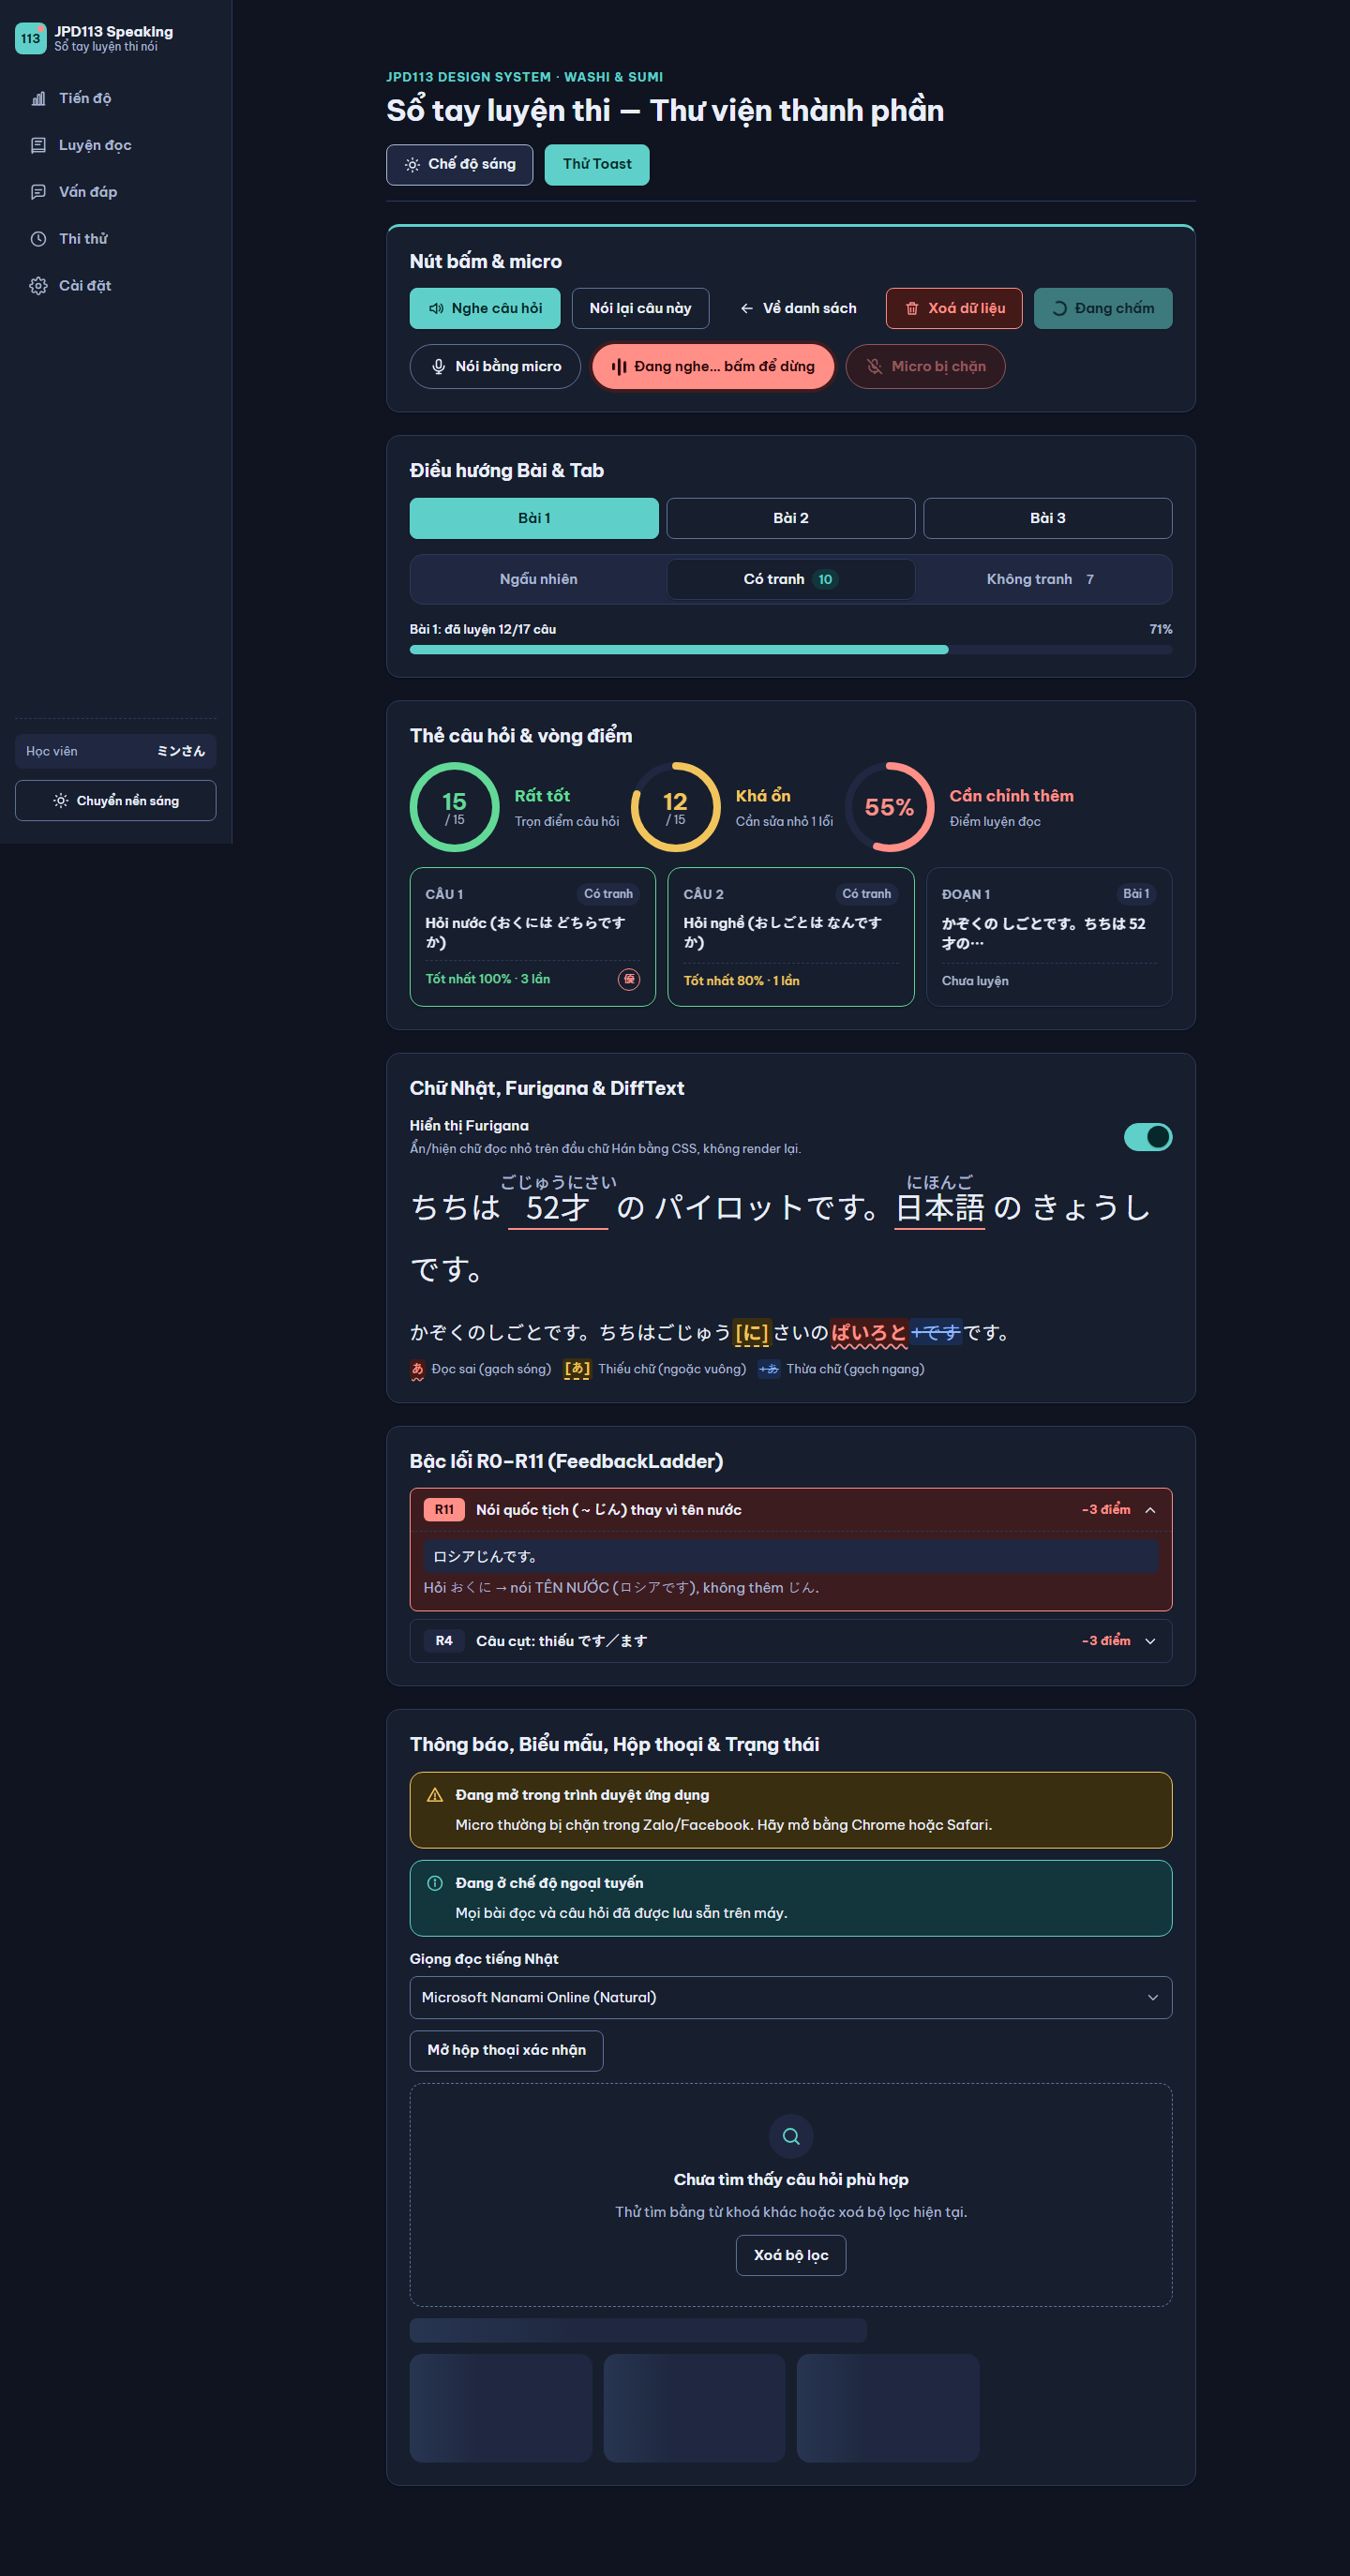 113
JPD113 Speaking
Sổ tay luyện thi nói
Tiến độ
Luyện đọc
Vấn đáp
Thi thử
Cài đặt
Học viên
ミンさん
Chuyển nền sáng
JPD113 DESIGN SYSTEM · WASHI & SUMI
Sổ tay luyện thi — Thư viện thành phần
Chế độ sáng
Thử Toast
Nút bấm & micro
Nghe câu hỏi
Nói lại câu này
Về danh sách
Xoá dữ liệu
Đang chấm
Nói bằng micro
Đang nghe... bấm để dừng
Micro bị chặn
Điều hướng Bài & Tab
Bài 1
Bài 2
Bài 3
Ngẫu nhiên
Có tranh 10
Không tranh 7
Bài 1: đã luyện 12/17 câu
71%
Thẻ câu hỏi & vòng điểm
15
/ 15
Rất tốt
Trọn điểm câu hỏi
12
/ 15
Khá ổn
Cần sửa nhỏ 1 lỗi
55%
Cần chỉnh thêm
Điểm luyện đọc
CÂU 1
Có tranh
Hỏi nước (おくには どちらです
か)
Tốt nhất 100% · 3 lần
優
CÂU 2
Có tranh
Hỏi nghề (おしごとは なんです
か)
Tốt nhất 80% · 1 lần
ĐOẠN 1
Bài 1
かぞくの しごとです。ちちは 52
才の…
Chưa luyện
Chữ Nhật, Furigana & DiffText
Hiển thị Furigana
Ẩn/hiện chữ đọc nhỏ trên đầu chữ Hán bằng CSS, không render lại.
ごじゅうにさい
にほんご
ちちは 52才 の パイロットです。日本語 の きょうし
です。
かぞくのしごとです。ちちはごじゅう[に]さいのぱいろと+ですです。
あ Đọc sai (gạch sóng)
[あ] Thiếu chữ (ngoặc vuông)
+あ Thừa chữ (gạch ngang)
Bậc lỗi R0–R11 (FeedbackLadder)
R11
Nói quốc tịch (～じん) thay vì tên nước
-3 điểm
ロシアじんです。
Hỏi おくに → nói TÊN NƯỚC (ロシアです), không thêm じん.
R4
Câu cụt: thiếu です／ます
-3 điểm
Thông báo, Biểu mẫu, Hộp thoại & Trạng thái
Đang mở trong trình duyệt ứng dụng
Micro thường bị chặn trong Zalo/Facebook. Hãy mở bằng Chrome hoặc Safari.
Đang ở chế độ ngoại tuyến
Mọi bài đọc và câu hỏi đã được lưu sẵn trên máy.
Giọng đọc tiếng Nhật
Microsoft Nanami Online (Natural)
Mở hộp thoại xác nhận
Chưa tìm thấy câu hỏi phù hợp
Thử tìm bằng từ khoá khác hoặc xoá bộ lọc hiện tại.
Xoá bộ lọc